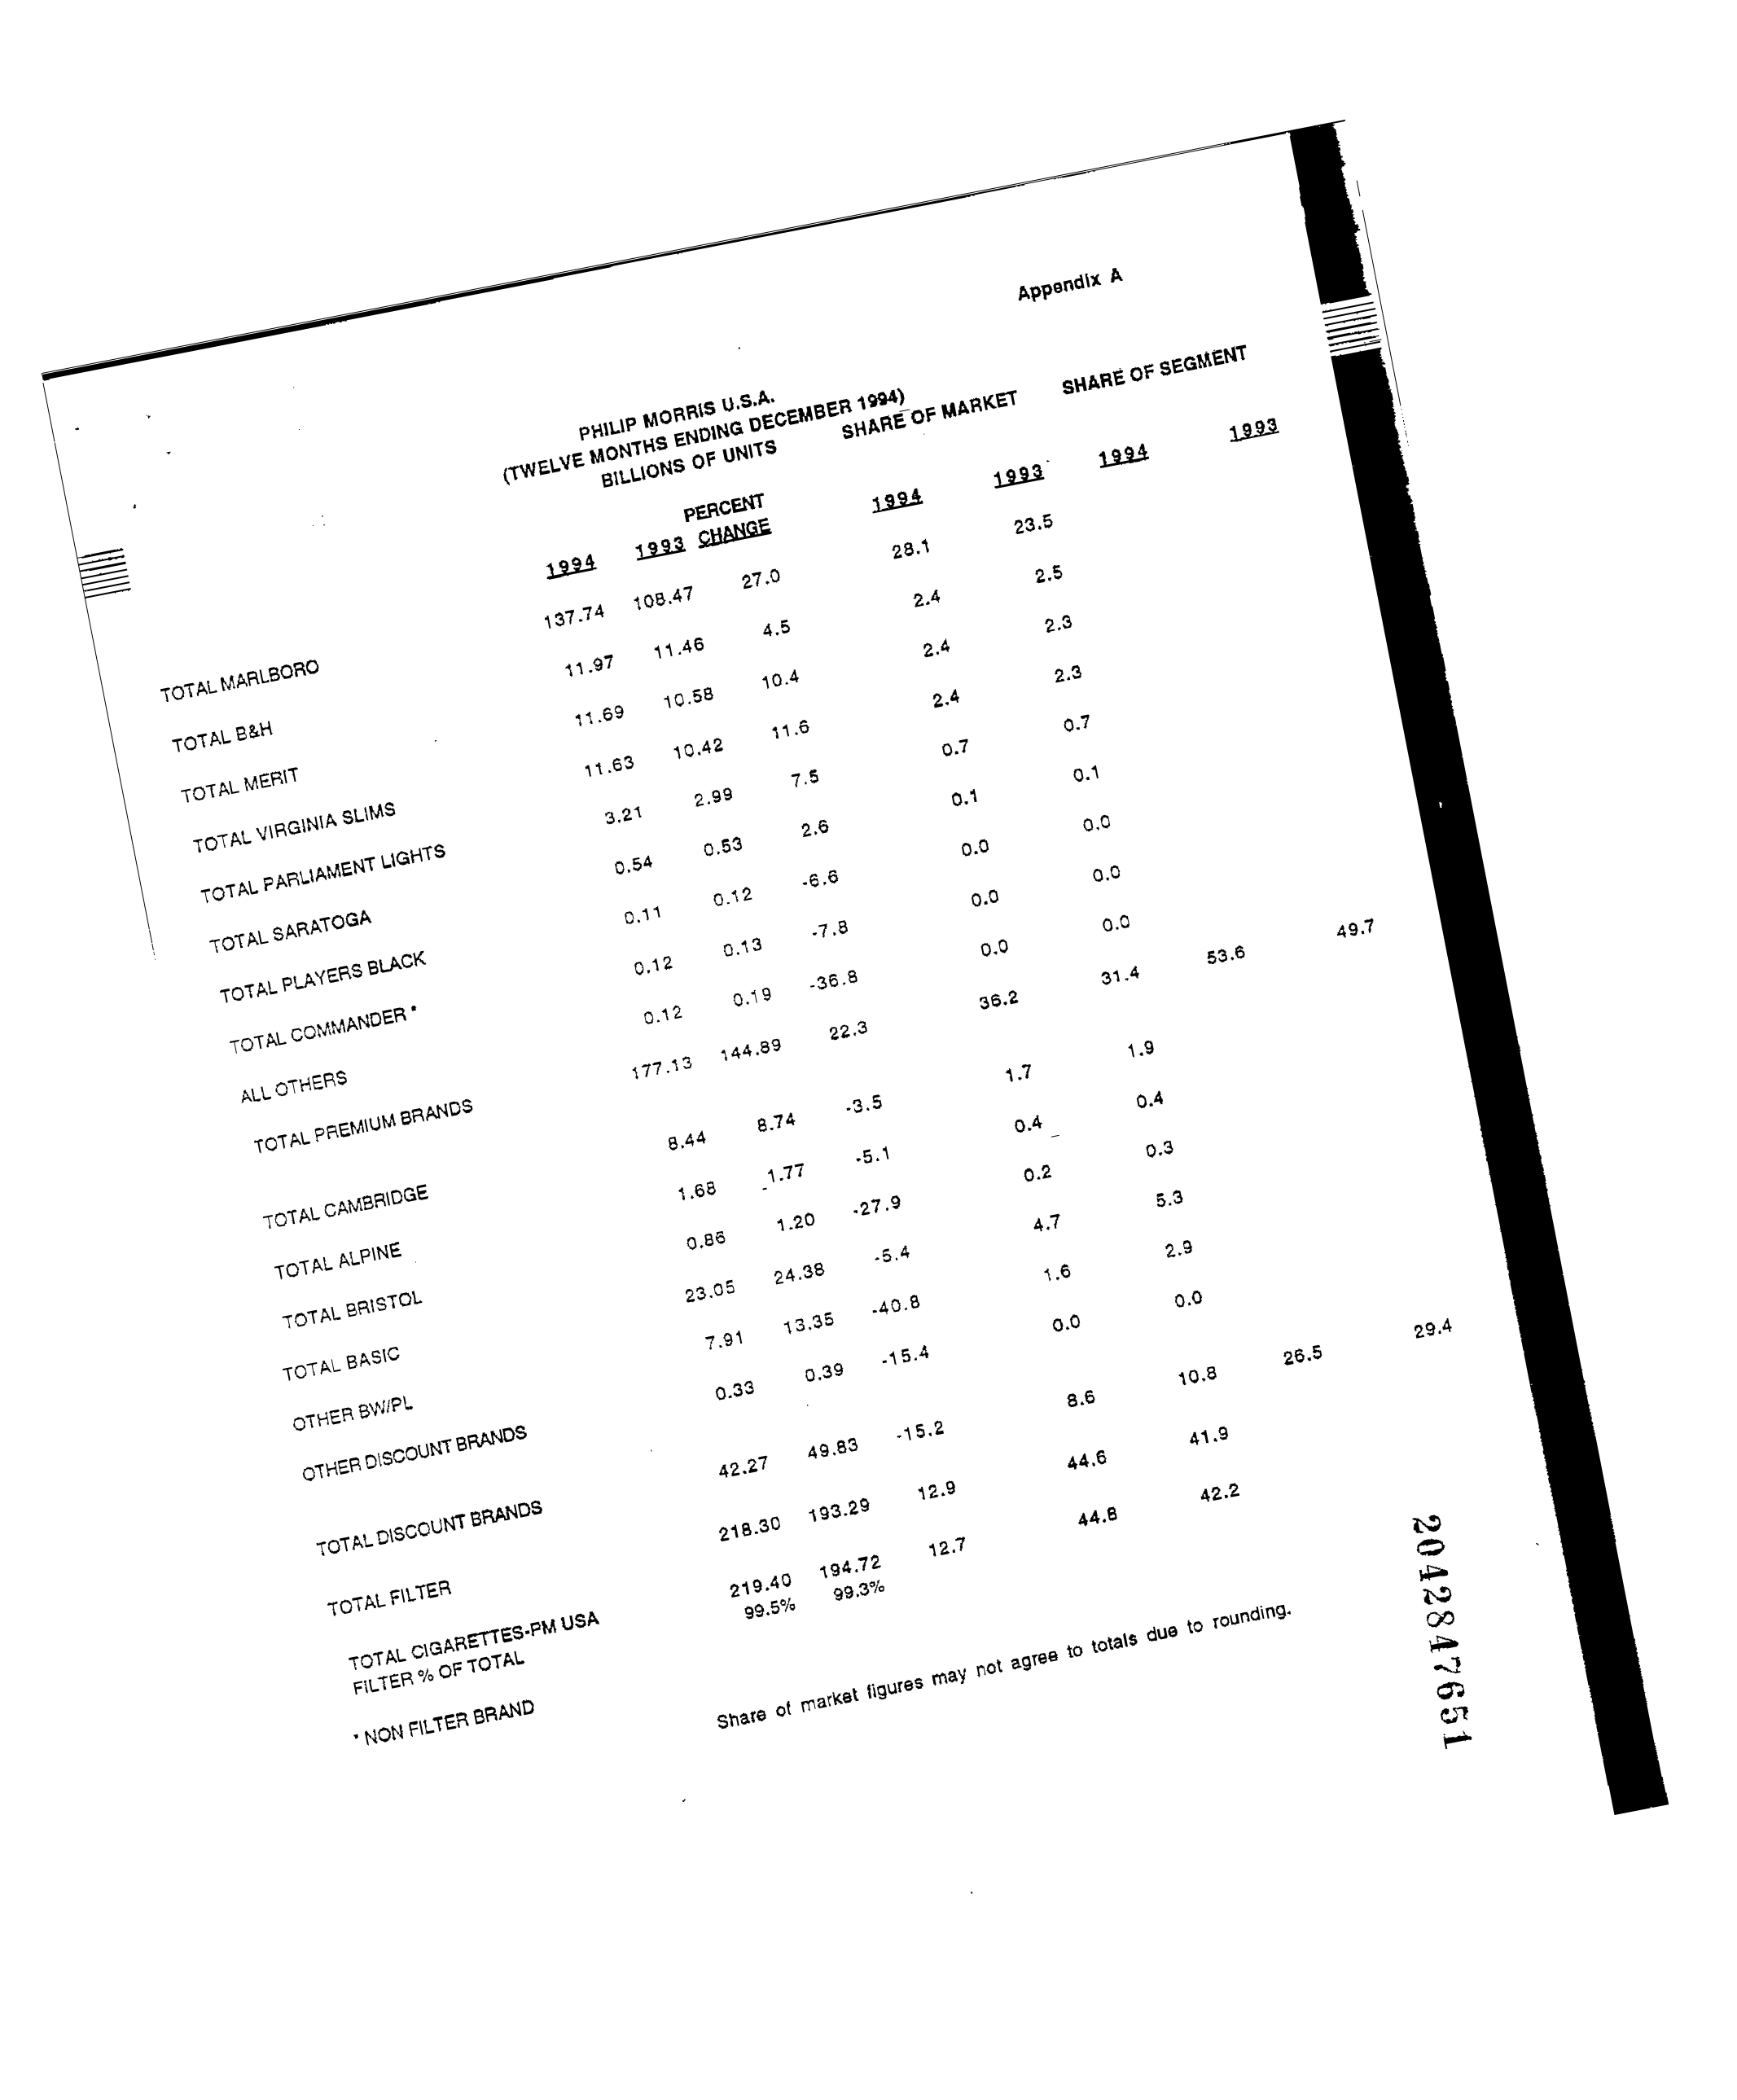 Appendix A
PHILIP MORRIS U.S.A.
(TWELVE MONTHS ENDING DECEMBER 1994)
BILLIONS OF UNITS SHARE OF MARKET SHARE OF SEGMENT
PERCENT
1994 1993 CHANGE 1994 1993 1994 1993
TOTAL MARLBORO 137.74 108.47 27.0 28.1 23.5
TOTAL B&H 11.97 11.46 4.5 2.4 2.5
TOTAL MERIT 11.69 10.58 10.4 2.4 2.3
TOTAL VIRGINIA SLIMS 11.63 10.42 11.6 2.4 2.3
TOTAL PARLIAMENT LIGHTS 3.21 2.99 7.5 0.7 0.7
TOTAL SARATOGA 0.54 0.53 2.6 0.1 0.1
TOTAL PLAYERS BLACK 0.11 0.12 -6.6 0.0 0.0
TOTAL COMMANDER * 0.12 0.13 -7.8 0.0 0.0
ALL OTHERS 0.12 0.19 -36.8 0.0 0.0
TOTAL PREMIUM BRANDS 177.13 144.89 22.3 36.2 31.4 53.6 49.7
TOTAL CAMBRIDGE 8.44 8.74 -3.5 1.7 1.9
TOTAL ALPINE 1.68 1.77 -5.1 0.4 0.4
TOTAL BRISTOL 0.86 1.20 -27.9 0.2 0.3
TOTAL BASIC 23.05 24.38 -5.4 4.7 5.3
OTHER BW/PL 7.91 13.35 -40.8 1.6 2.9
OTHER DISCOUNT BRANDS 0.33 0.39 -15.4 0.0 0.0
TOTAL DISCOUNT BRANDS 42.27 49.83 -15.2 8.6 10.8 26.5 29.4
TOTAL FILTER 218.30 193.29 12.9 44.6 41.9
TOTAL CIGARETTES-PM USA 219.40 194.72 12.7 44.8 42.2
FILTER % OF TOTAL 99.5% 99.3%
* NON FILTER BRAND
Share of market figures may not agree to totals due to rounding.
2042847651